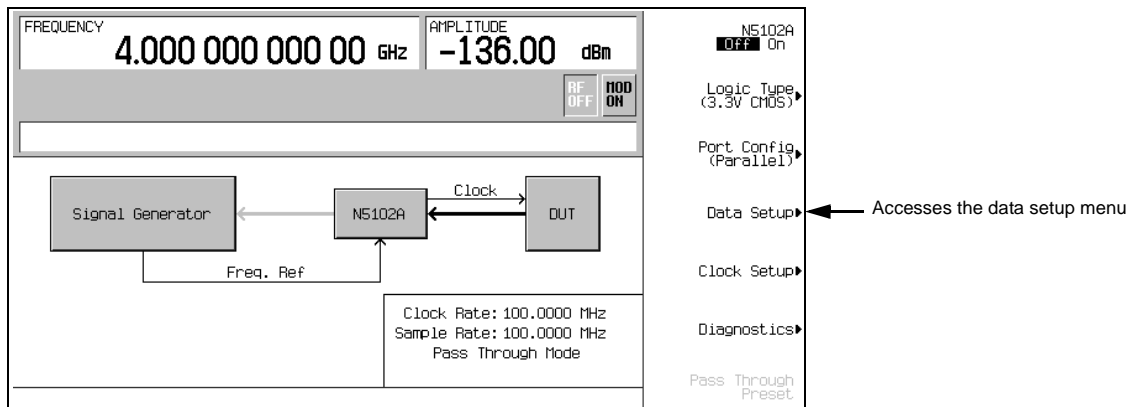 FREQUENCY
4.000 000 000 00 GHz
AMPLITUDE
-136.00 dBm
RF OFF
MOD ON
N5102A
Off On
Logic Type
(3.3V CMOS)
Port Config
(Parallel)
Data Setup
Accesses the data setup menu
Clock Setup
Diagnostics
Pass Through
Preset
Signal Generator
N5102A
Clock
DUT
Freq. Ref
Clock Rate: 100.0000 MHz
Sample Rate: 100.0000 MHz
Pass Through Mode